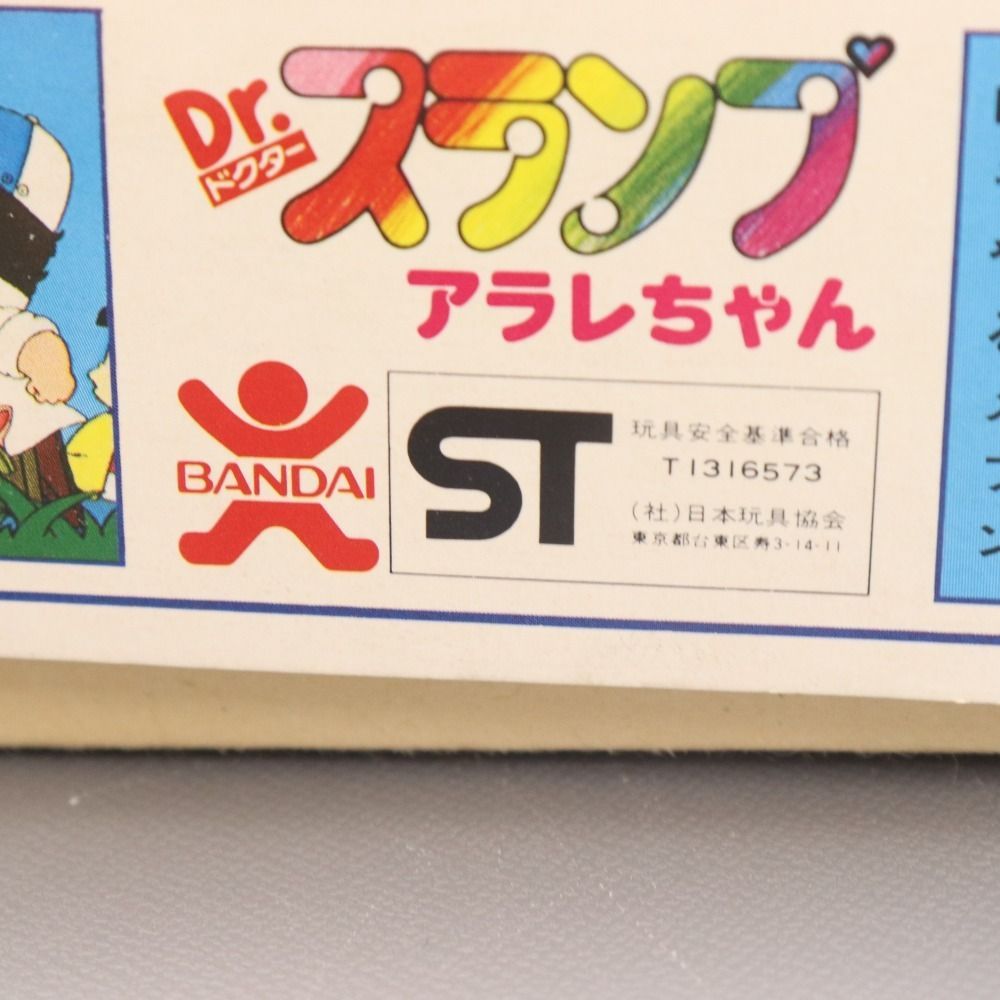 Dr.
ドクター
スランプ
アラレちゃん
BANDAI
ST
玩具安全基準合格
T1316573
(社)日本玩具協会
東京都台東区寿3-14-11